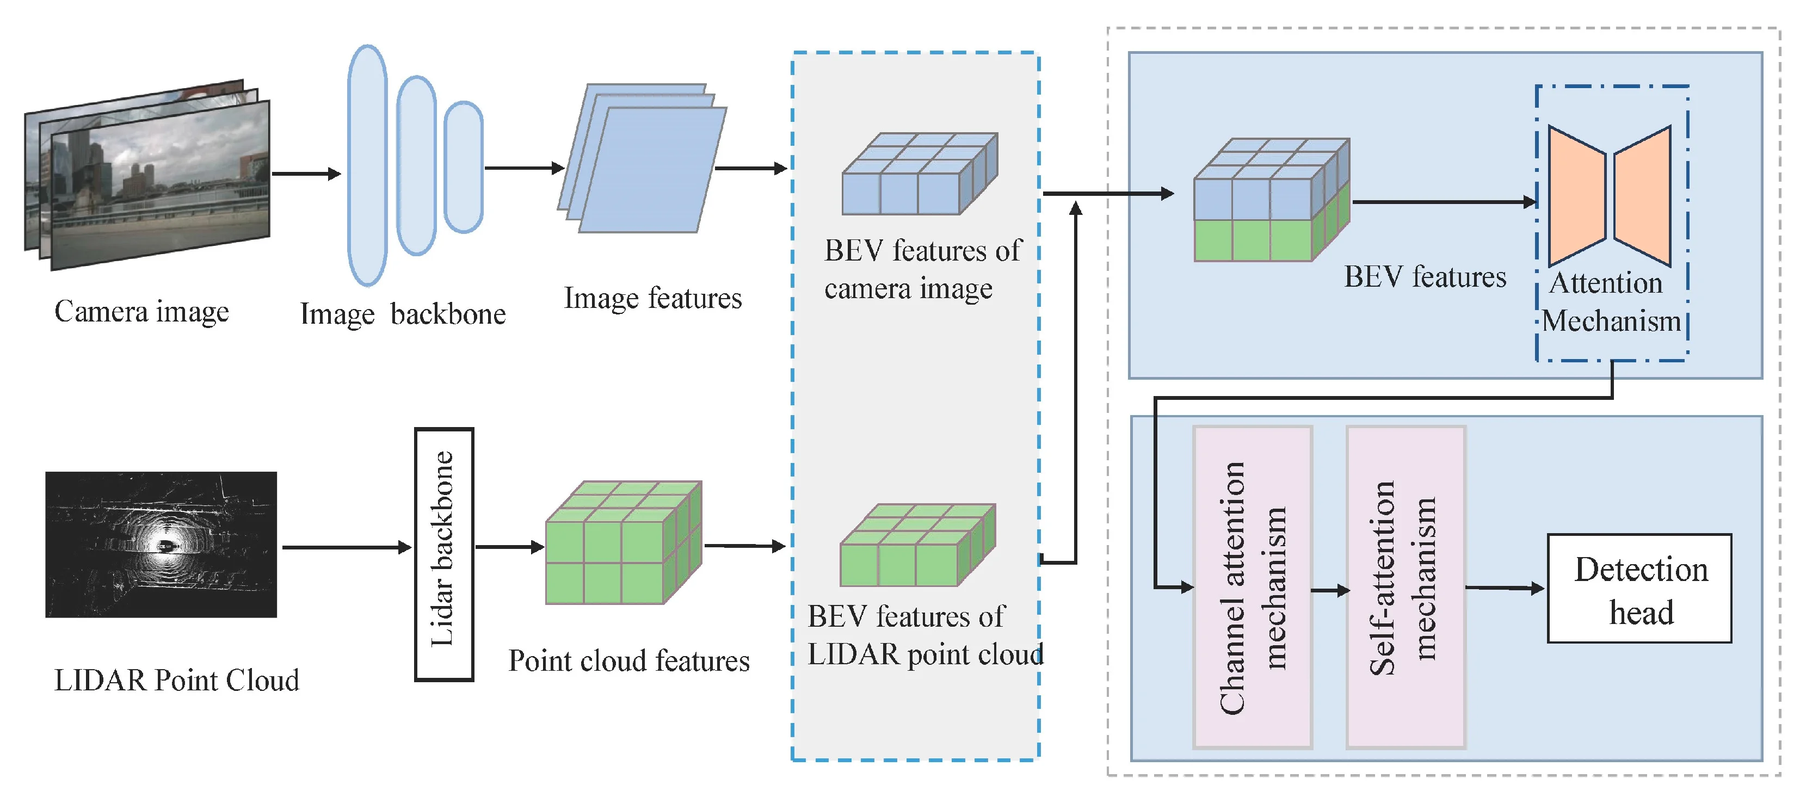 Camera image
Image backbone
Image features
BEV features of
camera image
BEV features
Attention
Mechanism
LIDAR Point Cloud
Lidar backbone
Point cloud features
BEV features of
LIDAR point cloud
Channel attention
mechanism
Self-attention
mechanism
Detection
head